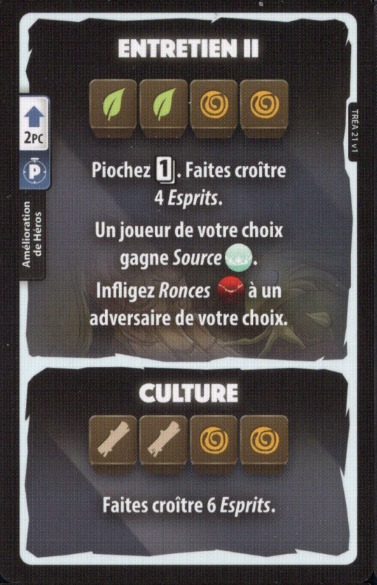 ENTRETIEN II
Piochez 1. Faites croître
4 Esprits.
Un joueur de votre choix
gagne Source .
Infligez Ronces à un
adversaire de votre choix.
2PC
P
Amélioration
de Héros
TREA 21 v1
CULTURE
Faites croître 6 Esprits.